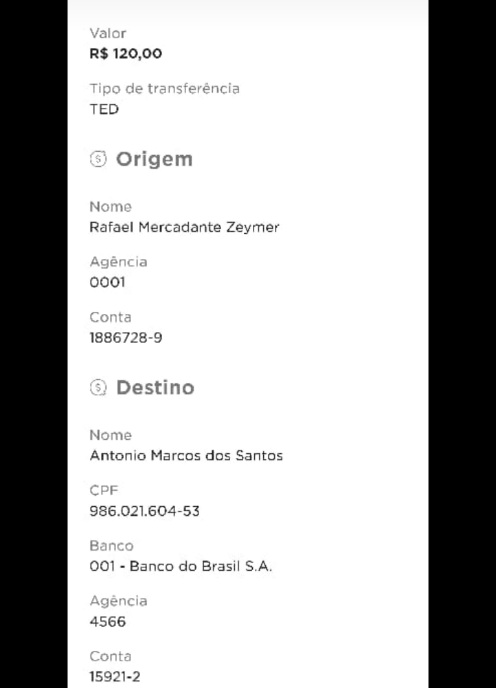 Valor
R$ 120,00
Tipo de transferência
TED
Origem
Nome
Rafael Mercadante Zeymer
Agência
0001
Conta
1886728-9
Destino
Nome
Antonio Marcos dos Santos
CPF
986.021.604-53
Banco
001 - Banco do Brasil S.A.
Agência
4566
Conta
15921-2